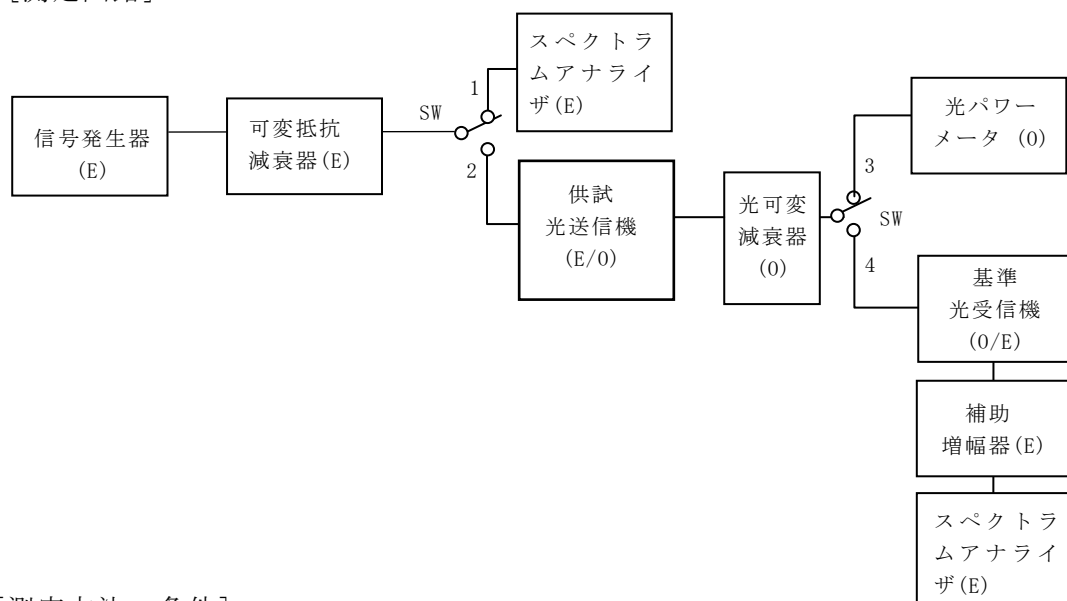 スペクトラ
ムアナライ
ザ(E)
信号発生器
(E)
可変抵抗
減衰器(E)
SW
1
2
供試
光送信機
(E/O)
光可変
減衰器
(O)
光パワー
メータ (O)
3
SW
4
基準
光受信機
(O/E)
補助
増幅器(E)
スペクトラ
ムアナライ
ザ(E)